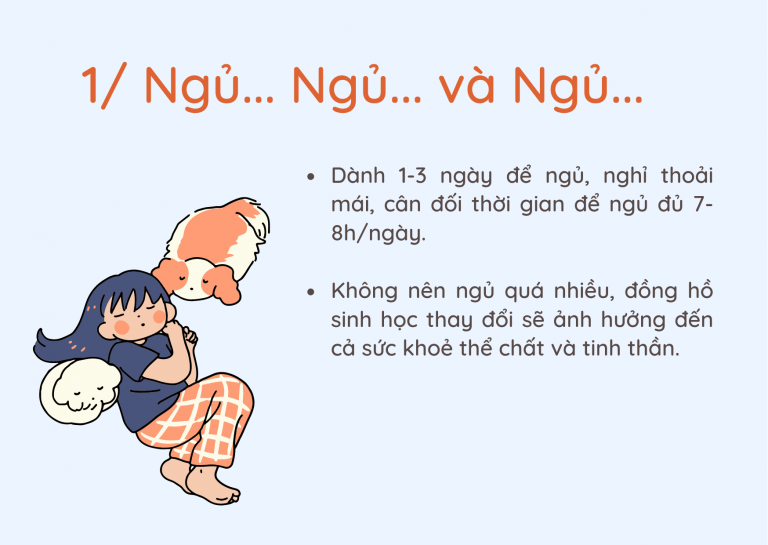 1/ Ngủ... Ngủ... và Ngủ...
• Dành 1-3 ngày để ngủ, nghỉ thoải
mái, cân đối thời gian để ngủ đủ 7-
8h/ngày.
• Không nên ngủ quá nhiều, đồng hồ
sinh học thay đổi sẽ ảnh hưởng đến
cả sức khoẻ thể chất và tinh thần.